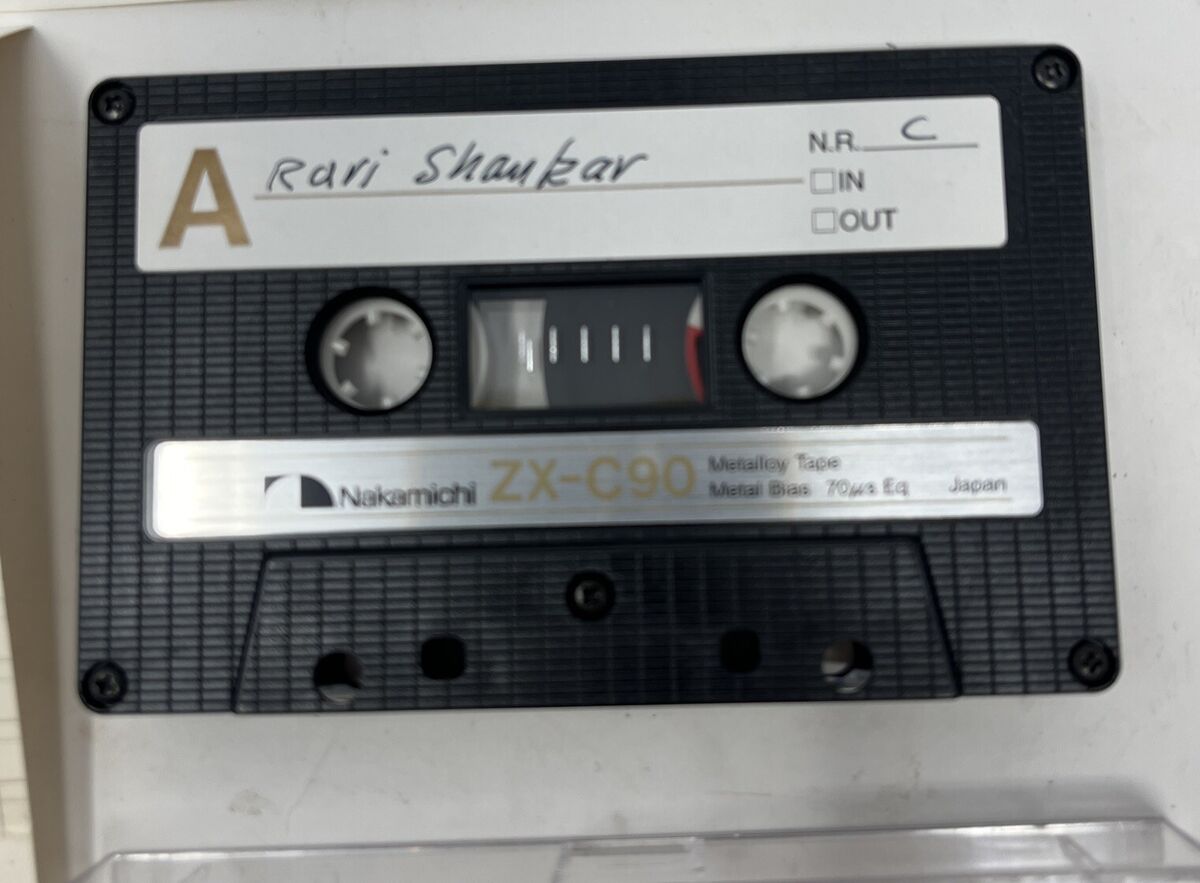 A
Ravi Shankar
N.R. C
IN
OUT
Nakamichi ZX-C90
Metalloy Tape
Metal Bias 70μs Eq Japan